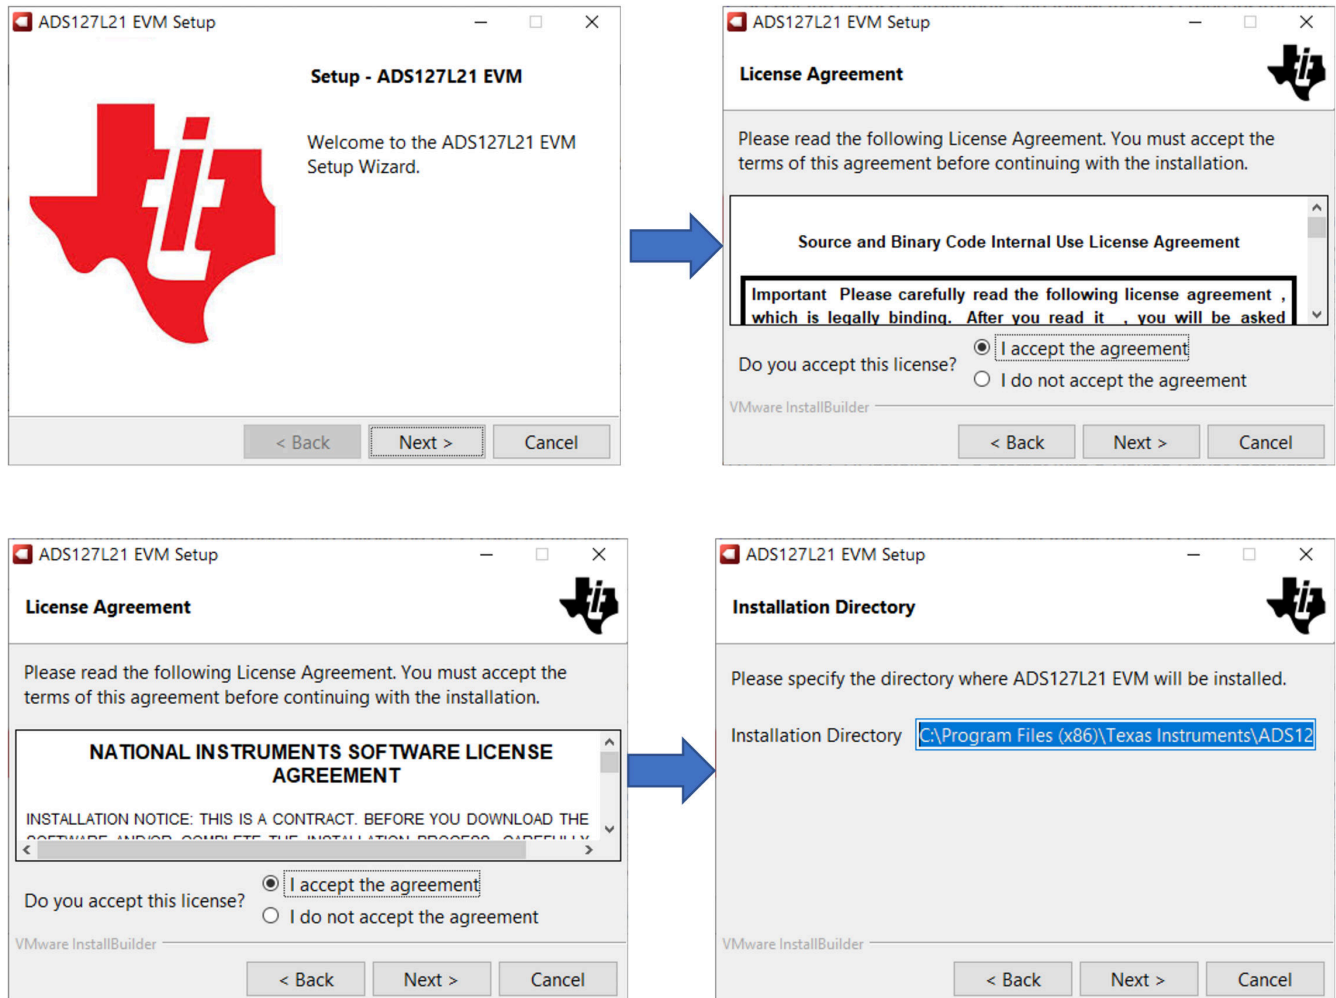 ADS127L21 EVM Setup
Setup - ADS127L21 EVM
Welcome to the ADS127L21 EVM
Setup Wizard.
< Back
Next >
Cancel
ADS127L21 EVM Setup
License Agreement
Please read the following License Agreement. You must accept the
terms of this agreement before continuing with the installation.
Source and Binary Code Internal Use License Agreement
Important Please carefully read the following license agreement ,
which is legally binding. After you read it , you will be asked
Do you accept this license?
I accept the agreement
I do not accept the agreement
VMware InstallBuilder
< Back
Next >
Cancel
ADS127L21 EVM Setup
License Agreement
Please read the following License Agreement. You must accept the
terms of this agreement before continuing with the installation.
NATIONAL INSTRUMENTS SOFTWARE LICENSE
AGREEMENT
INSTALLATION NOTICE: THIS IS A CONTRACT. BEFORE YOU DOWNLOAD THE
SOFTWARE AND/OR COMPLETE THE INSTALLATION PROCESS, CAREFULLY
Do you accept this license?
I accept the agreement
I do not accept the agreement
VMware InstallBuilder
< Back
Next >
Cancel
ADS127L21 EVM Setup
Installation Directory
Please specify the directory where ADS127L21 EVM will be installed.
Installation Directory C:\Program Files (x86)\Texas Instruments\ADS12
VMware InstallBuilder
< Back
Next >
Cancel